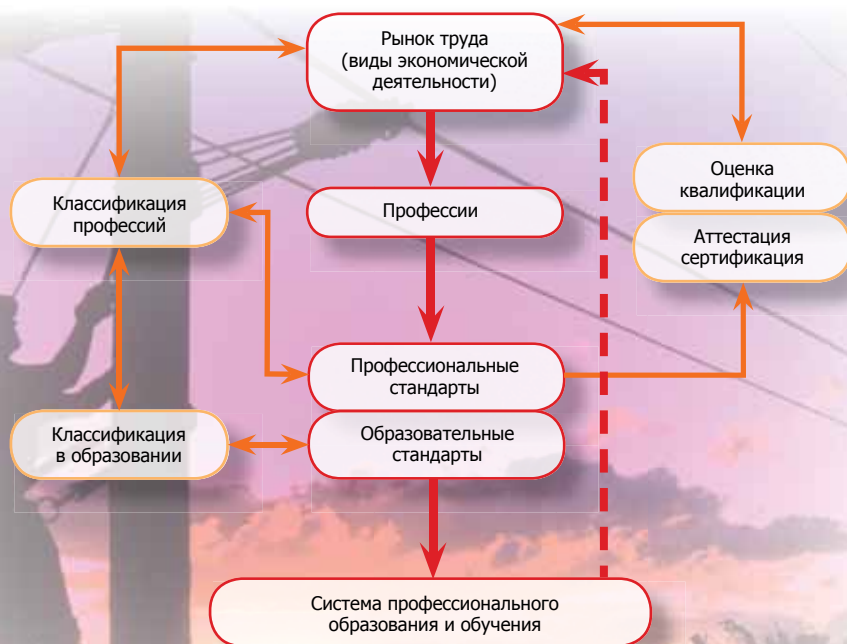 Рынок труда
(виды экономической
деятельности)
Оценка
квалификации
Классификация
профессий
Профессии
Аттестация
сертификация
Профессиональные
стандарты
Классификация
в образовании
Образовательные
стандарты
Система профессионального
образования и обучения